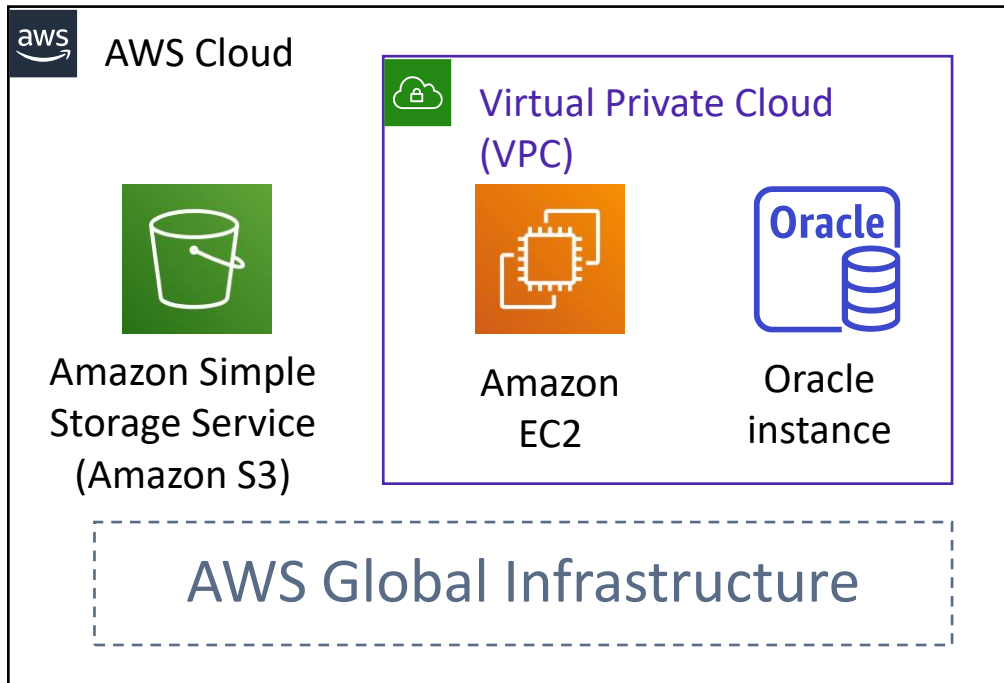 aws
AWS Cloud
Virtual Private Cloud
(VPC)
Oracle
Amazon Simple
Storage Service
(Amazon S3)
Amazon
EC2
Oracle
instance
AWS Global Infrastructure